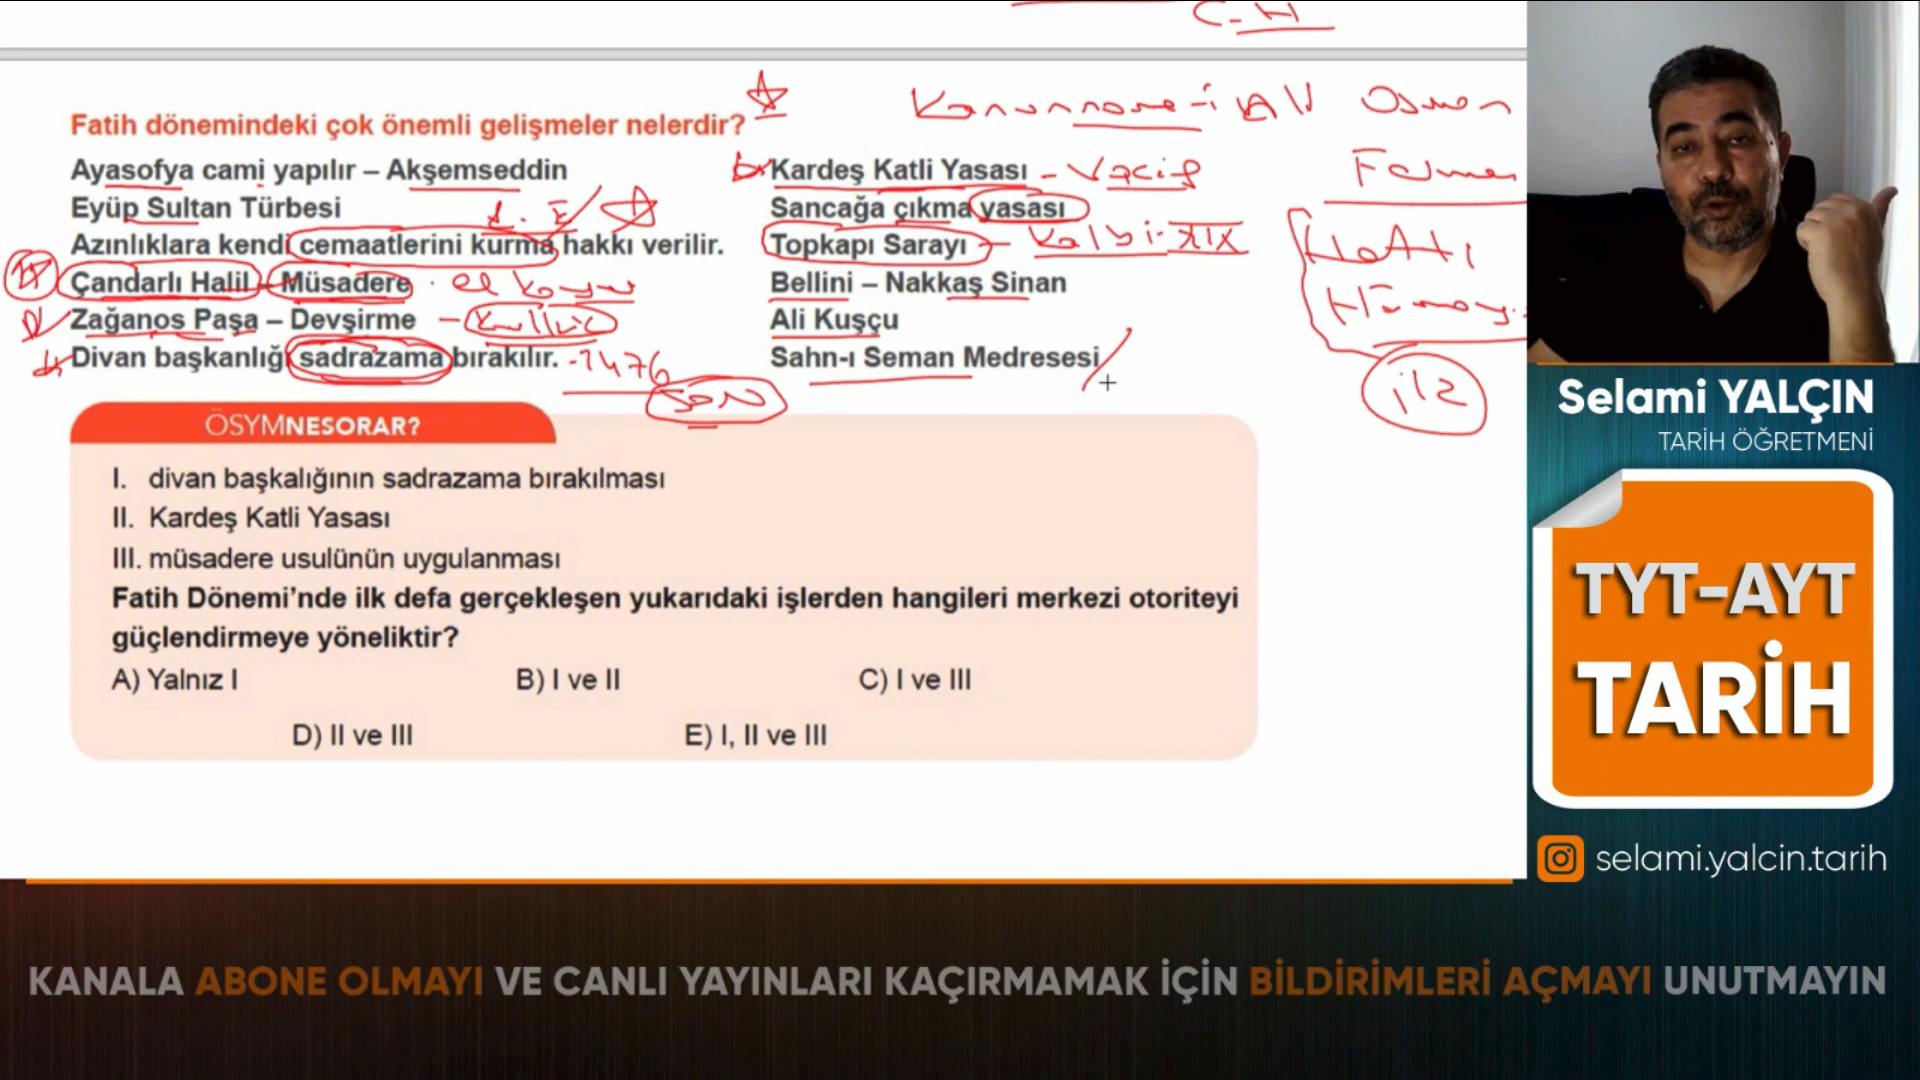 C-H
Fatih dönemindeki çok önemli gelişmeler nelerdir?
Ayasofya cami yapılır – Akşemseddin
Eyüp Sultan Türbesi
Azınlıklara kendi cemaatlerini kurma hakkı verilir.
Çandarlı Halil – Müsadere
Zağanos Paşa – Devşirme
Divan başkanlığı sadrazama bırakılır. -1476
SON
Kardeş Katli Yasası
Sancağa çıkma yasası
Topkapı Sarayı - XIX
Bellini – Nakkaş Sinan
Ali Kuşçu
Sahn-ı Seman Medresesi
ÖSYMNESORAR?
I. divan başkalığının sadrazama bırakılması
II. Kardeş Katli Yasası
III. müsadere usulünün uygulanması
Fatih Dönemi’nde ilk defa gerçekleşen yukarıdaki işlerden hangileri merkezi otoriteyi
güçlendirmeye yöneliktir?
A) Yalnız I B) I ve II C) I ve III
D) II ve III E) I, II ve III
Selami YALÇIN
TARİH ÖĞRETMENİ
TYT-AYT
TARİH
selami.yalcin.tarih
KANALA ABONE OLMAYI VE CANLI YAYINLARI KAÇIRMAMAK İÇİN BİLDİRİMLERİ AÇMAYI UNUTMAYIN